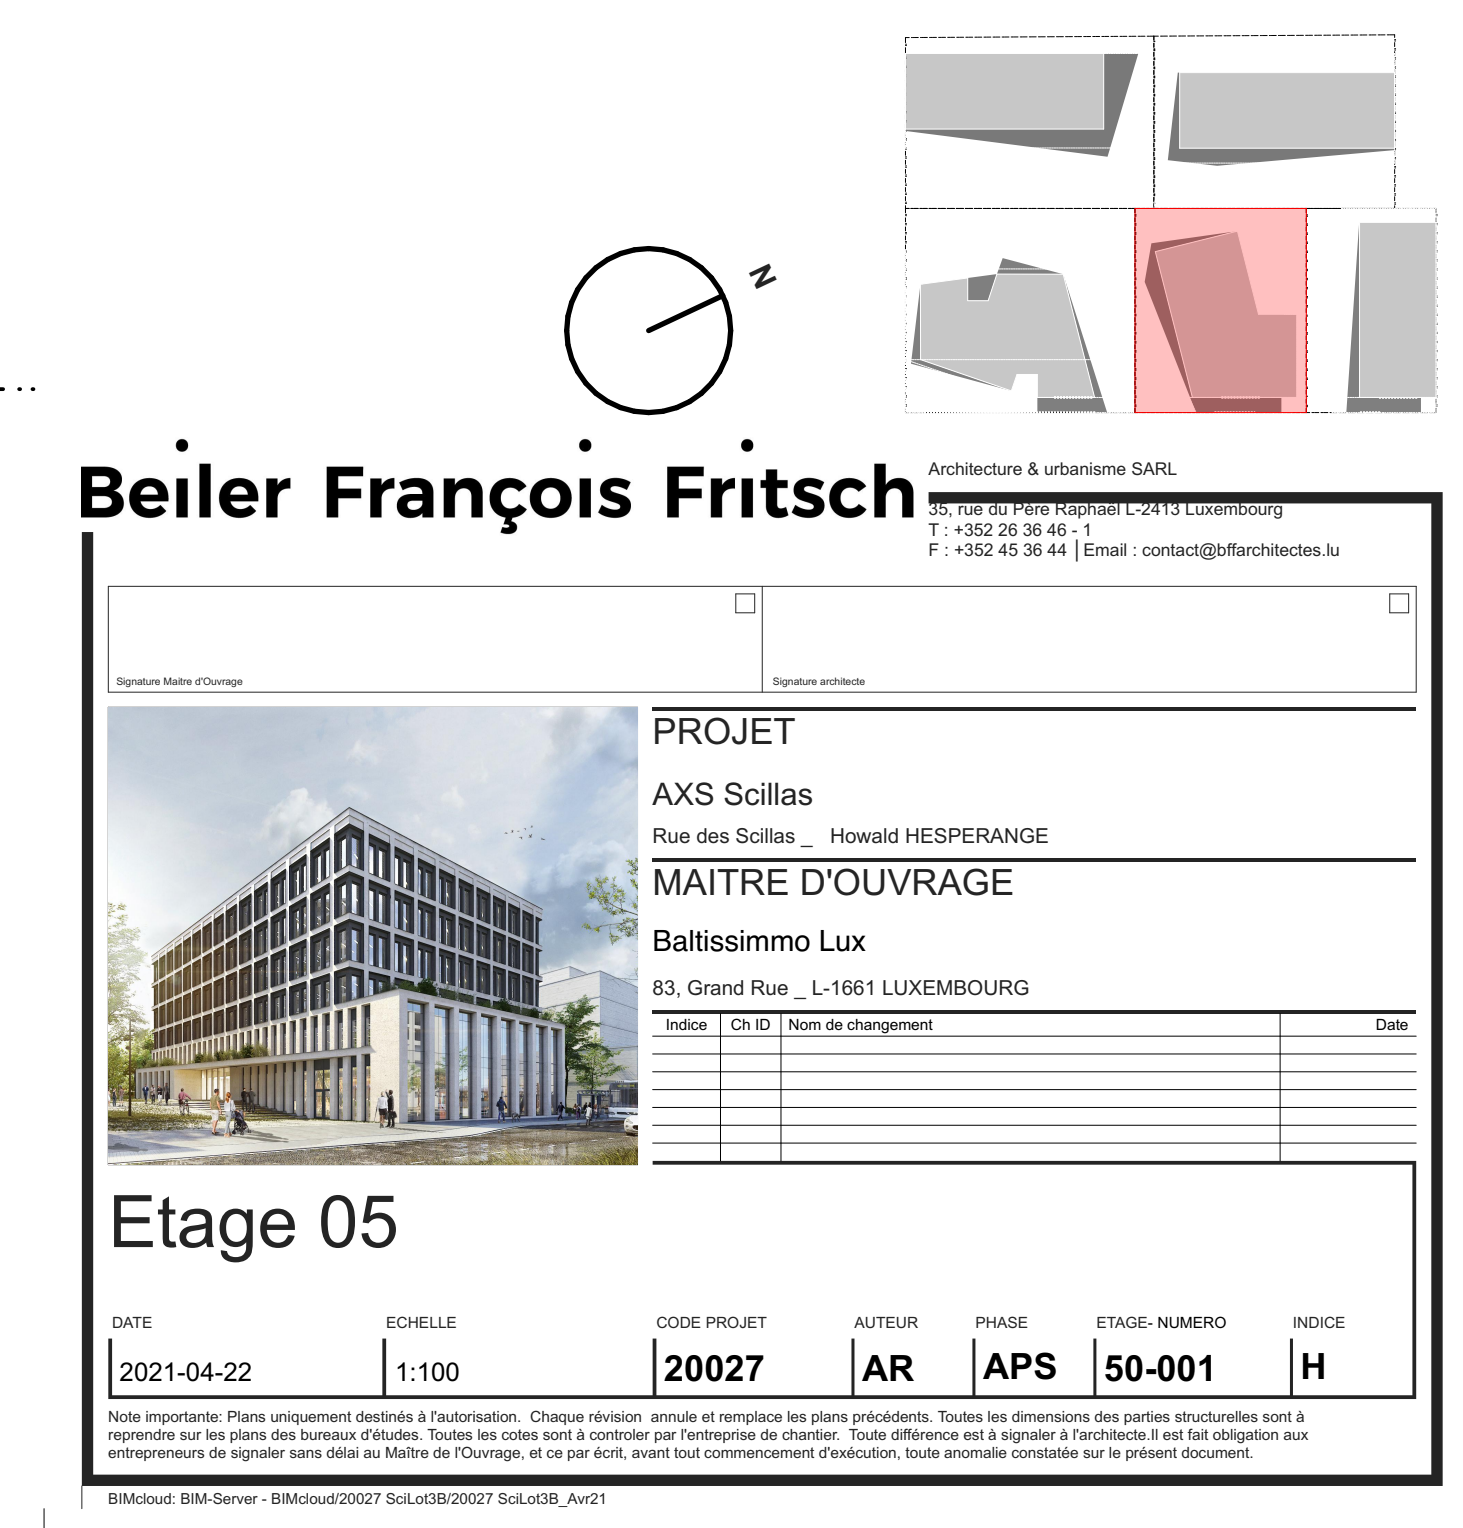 N
Beiler François Fritsch
Architecture & urbanisme SARL
35, rue du Père Raphaël L-2413 Luxembourg
T : +352 26 36 46 - 1
F : +352 45 36 44 | Email : contact@bffarchitectes.lu
Signature Maitre d'Ouvrage
Signature architecte
PROJET
AXS Scillas
Rue des Scillas _ Howald HESPERANGE
MAITRE D'OUVRAGE
Baltissimmo Lux
83, Grand Rue _ L-1661 LUXEMBOURG
Indice Ch ID Nom de changement Date
Etage 05
DATE ECHELLE CODE PROJET AUTEUR PHASE ETAGE- NUMERO INDICE
2021-04-22 1:100 20027 AR APS 50-001 H
Note importante: Plans uniquement destinés à l'autorisation. Chaque révision annule et remplace les plans précédents. Toutes les dimensions des parties structurelles sont à
reprendre sur les plans des bureaux d'études. Toutes les cotes sont à controler par l'entreprise de chantier. Toute différence est à signaler à l'architecte.Il est fait obligation aux
entrepreneurs de signaler sans délai au Maître de l'Ouvrage, et ce par écrit, avant tout commencement d'exécution, toute anomalie constatée sur le présent document.
BIMcloud: BIM-Server - BIMcloud/20027 SciLot3B/20027 SciLot3B_Avr21